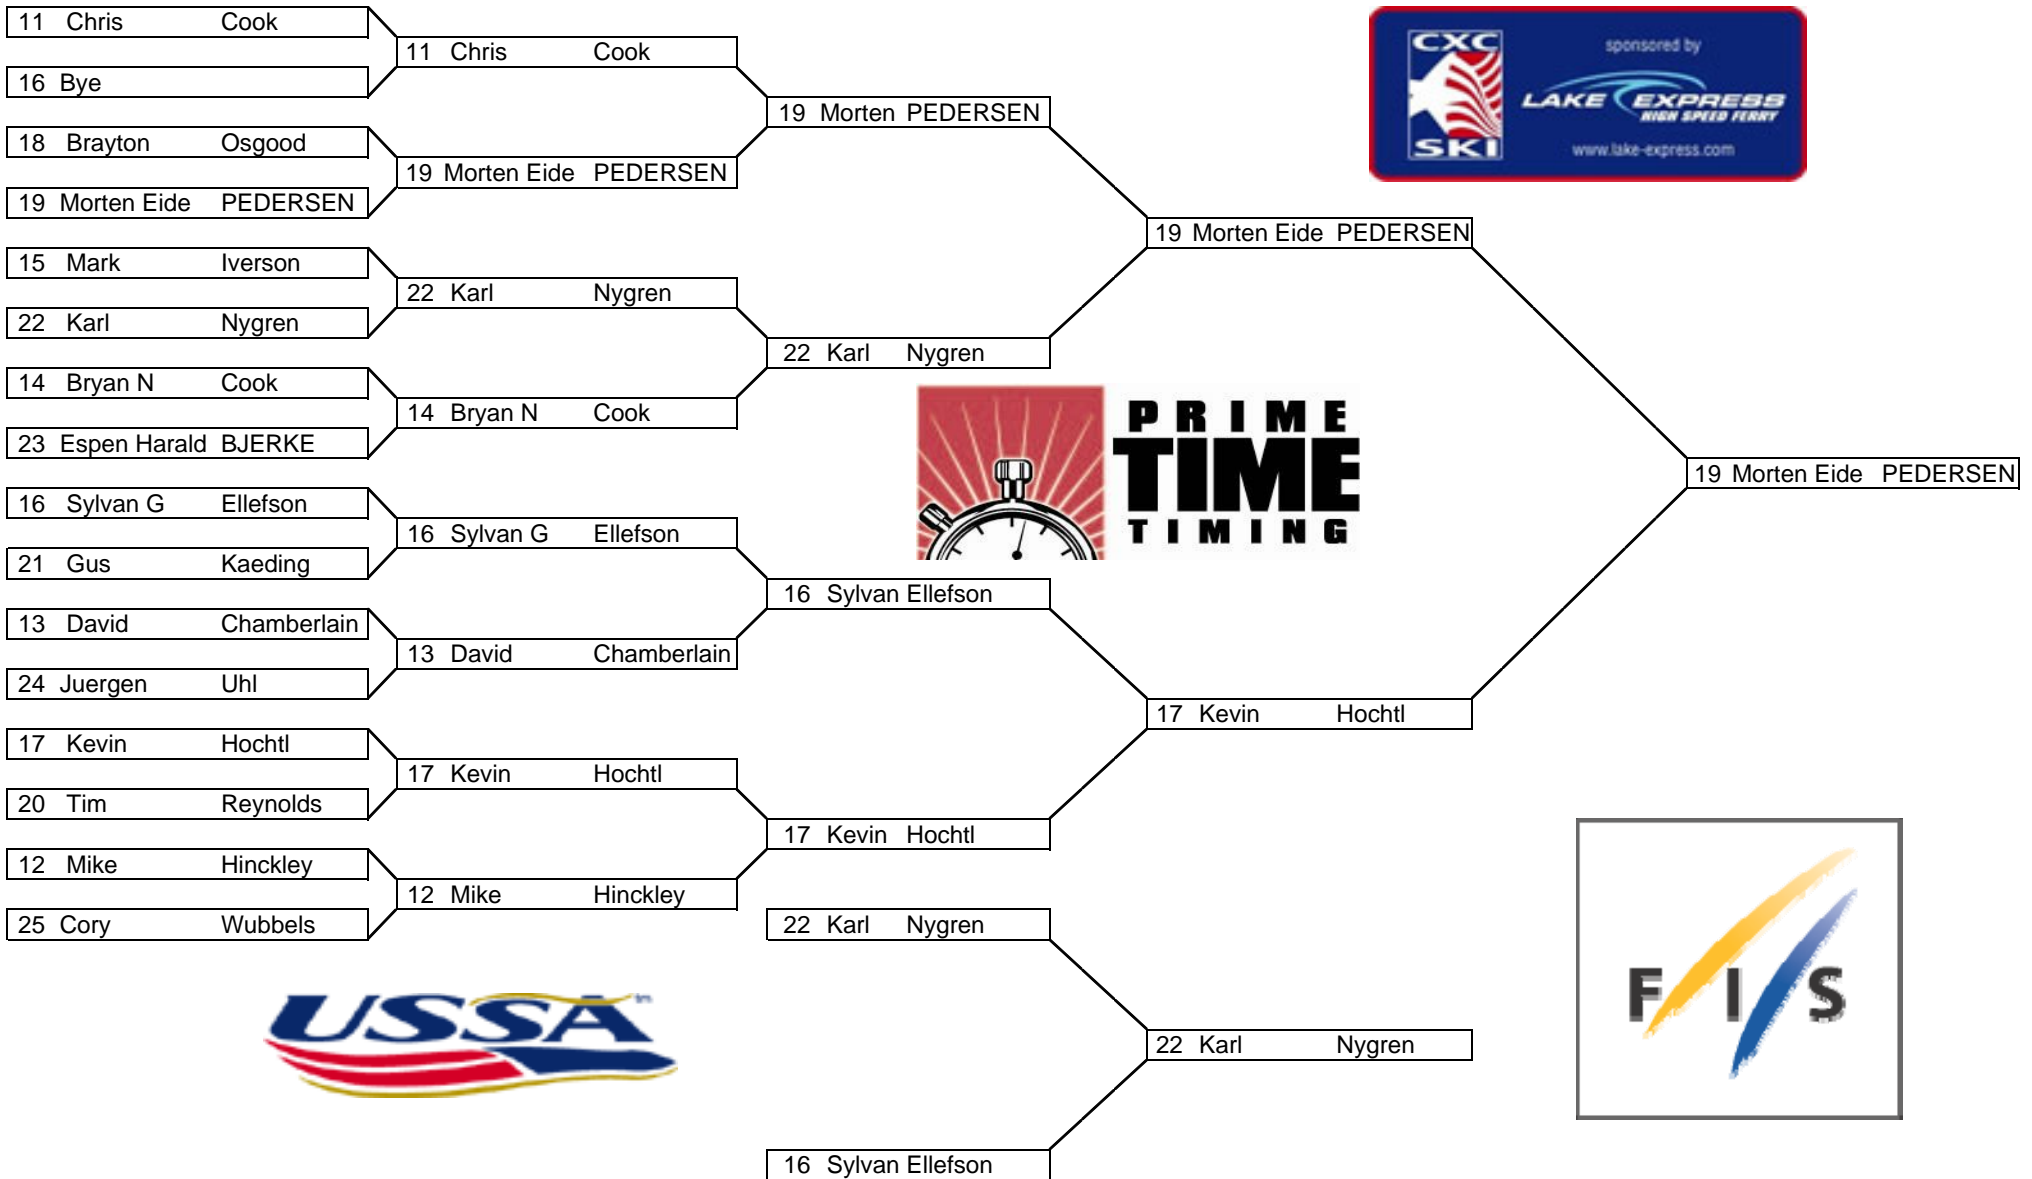 11 Chris Cook
16 Bye
18 Brayton Osgood
19 Morten Eide PEDERSEN
15 Mark Iverson
22 Karl Nygren
14 Bryan N Cook
23 Espen Harald BJERKE
16 Sylvan G Ellefson
21 Gus Kaeding
13 David Chamberlain
24 Juergen Uhl
17 Kevin Hochtl
20 Tim Reynolds
12 Mike Hinckley
25 Cory Wubbels
11 Chris Cook
19 Morten Eide PEDERSEN
22 Karl Nygren
14 Bryan N Cook
16 Sylvan G Ellefson
13 David Chamberlain
17 Kevin Hochtl
12 Mike Hinckley
19 Morten PEDERSEN
22 Karl Nygren
16 Sylvan Ellefson
17 Kevin Hochtl
22 Karl Nygren
16 Sylvan Ellefson
19 Morten Eide PEDERSEN
17 Kevin Hochtl
22 Karl Nygren
19 Morten Eide PEDERSEN
CXC
SKI
sponsored by
LAKE EXPRESS
HIGH SPEED FERRY
www.lake-express.com
PRIME
TIME
TIMING
USSA
FIS